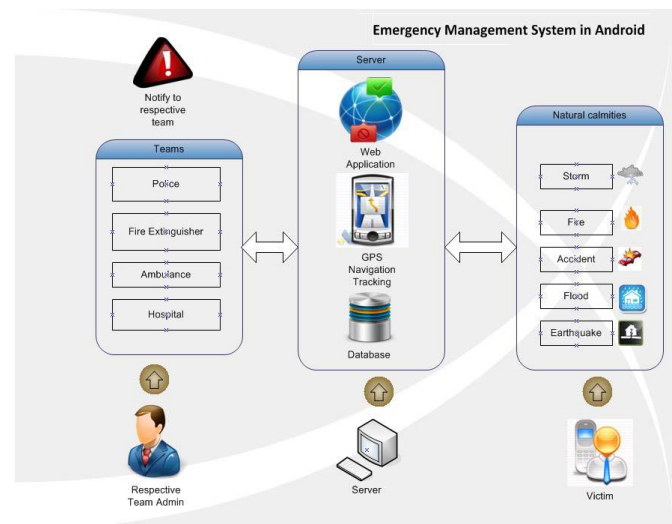 Emergency Management System in Android
Notify to
respective
team
Teams
Police
Fire Extinguisher
Ambulance
Hospital
Respective
Team Admin
Server
Web
Application
GPS
Navigation
Tracking
Database
Server
Natural calmities
Storm
Fire
Accident
Flood
Earthquake
Victim